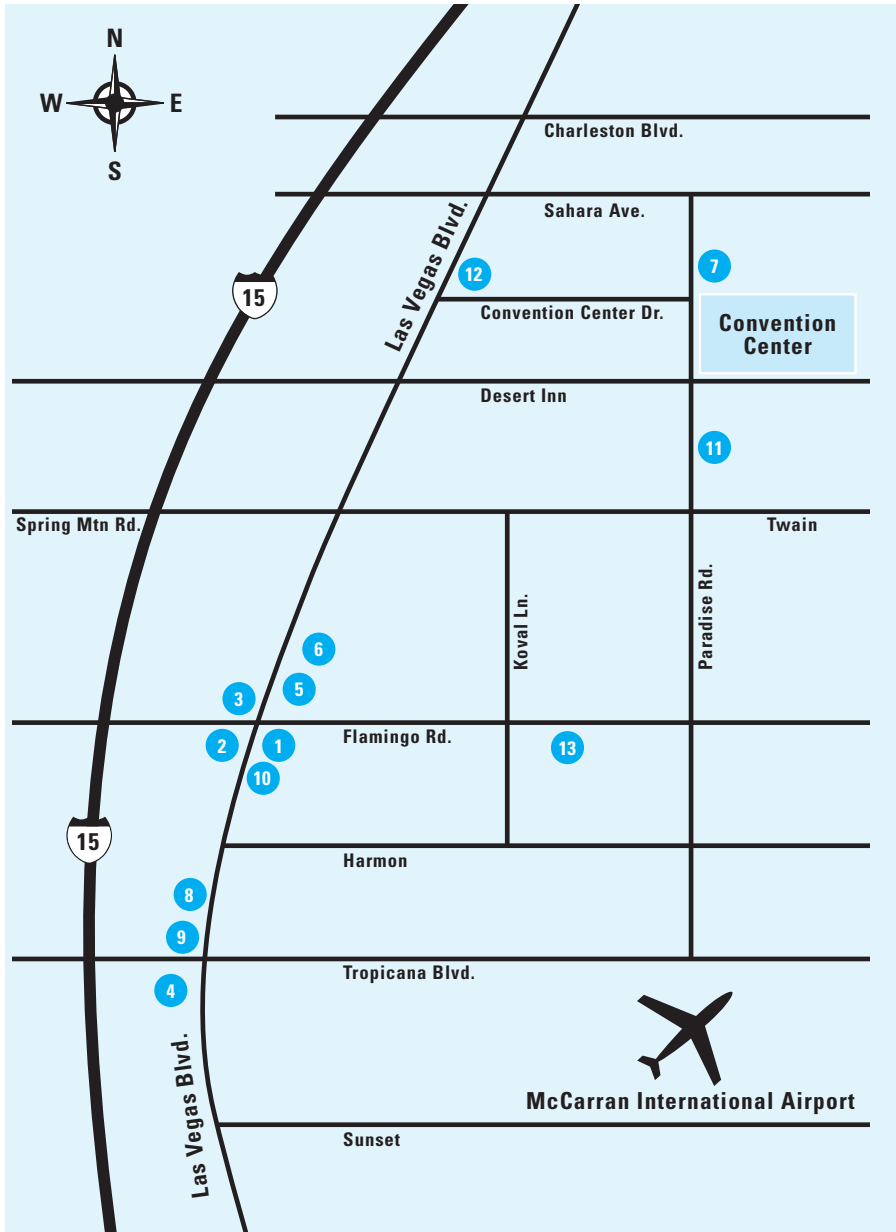 N
W E
S
Charleston Blvd.
Sahara Ave.
Las Vegas Blvd.
12
7
15
Convention Center Dr.
Convention
Center
Desert Inn
11
Spring Mtn Rd.
Twain
Koval Ln.
Paradise Rd.
6
5
3
Flamingo Rd.
2
1
13
10
15
Harmon
8
9
Tropicana Blvd.
4
Las Vegas Blvd.
McCarran International Airport
Sunset